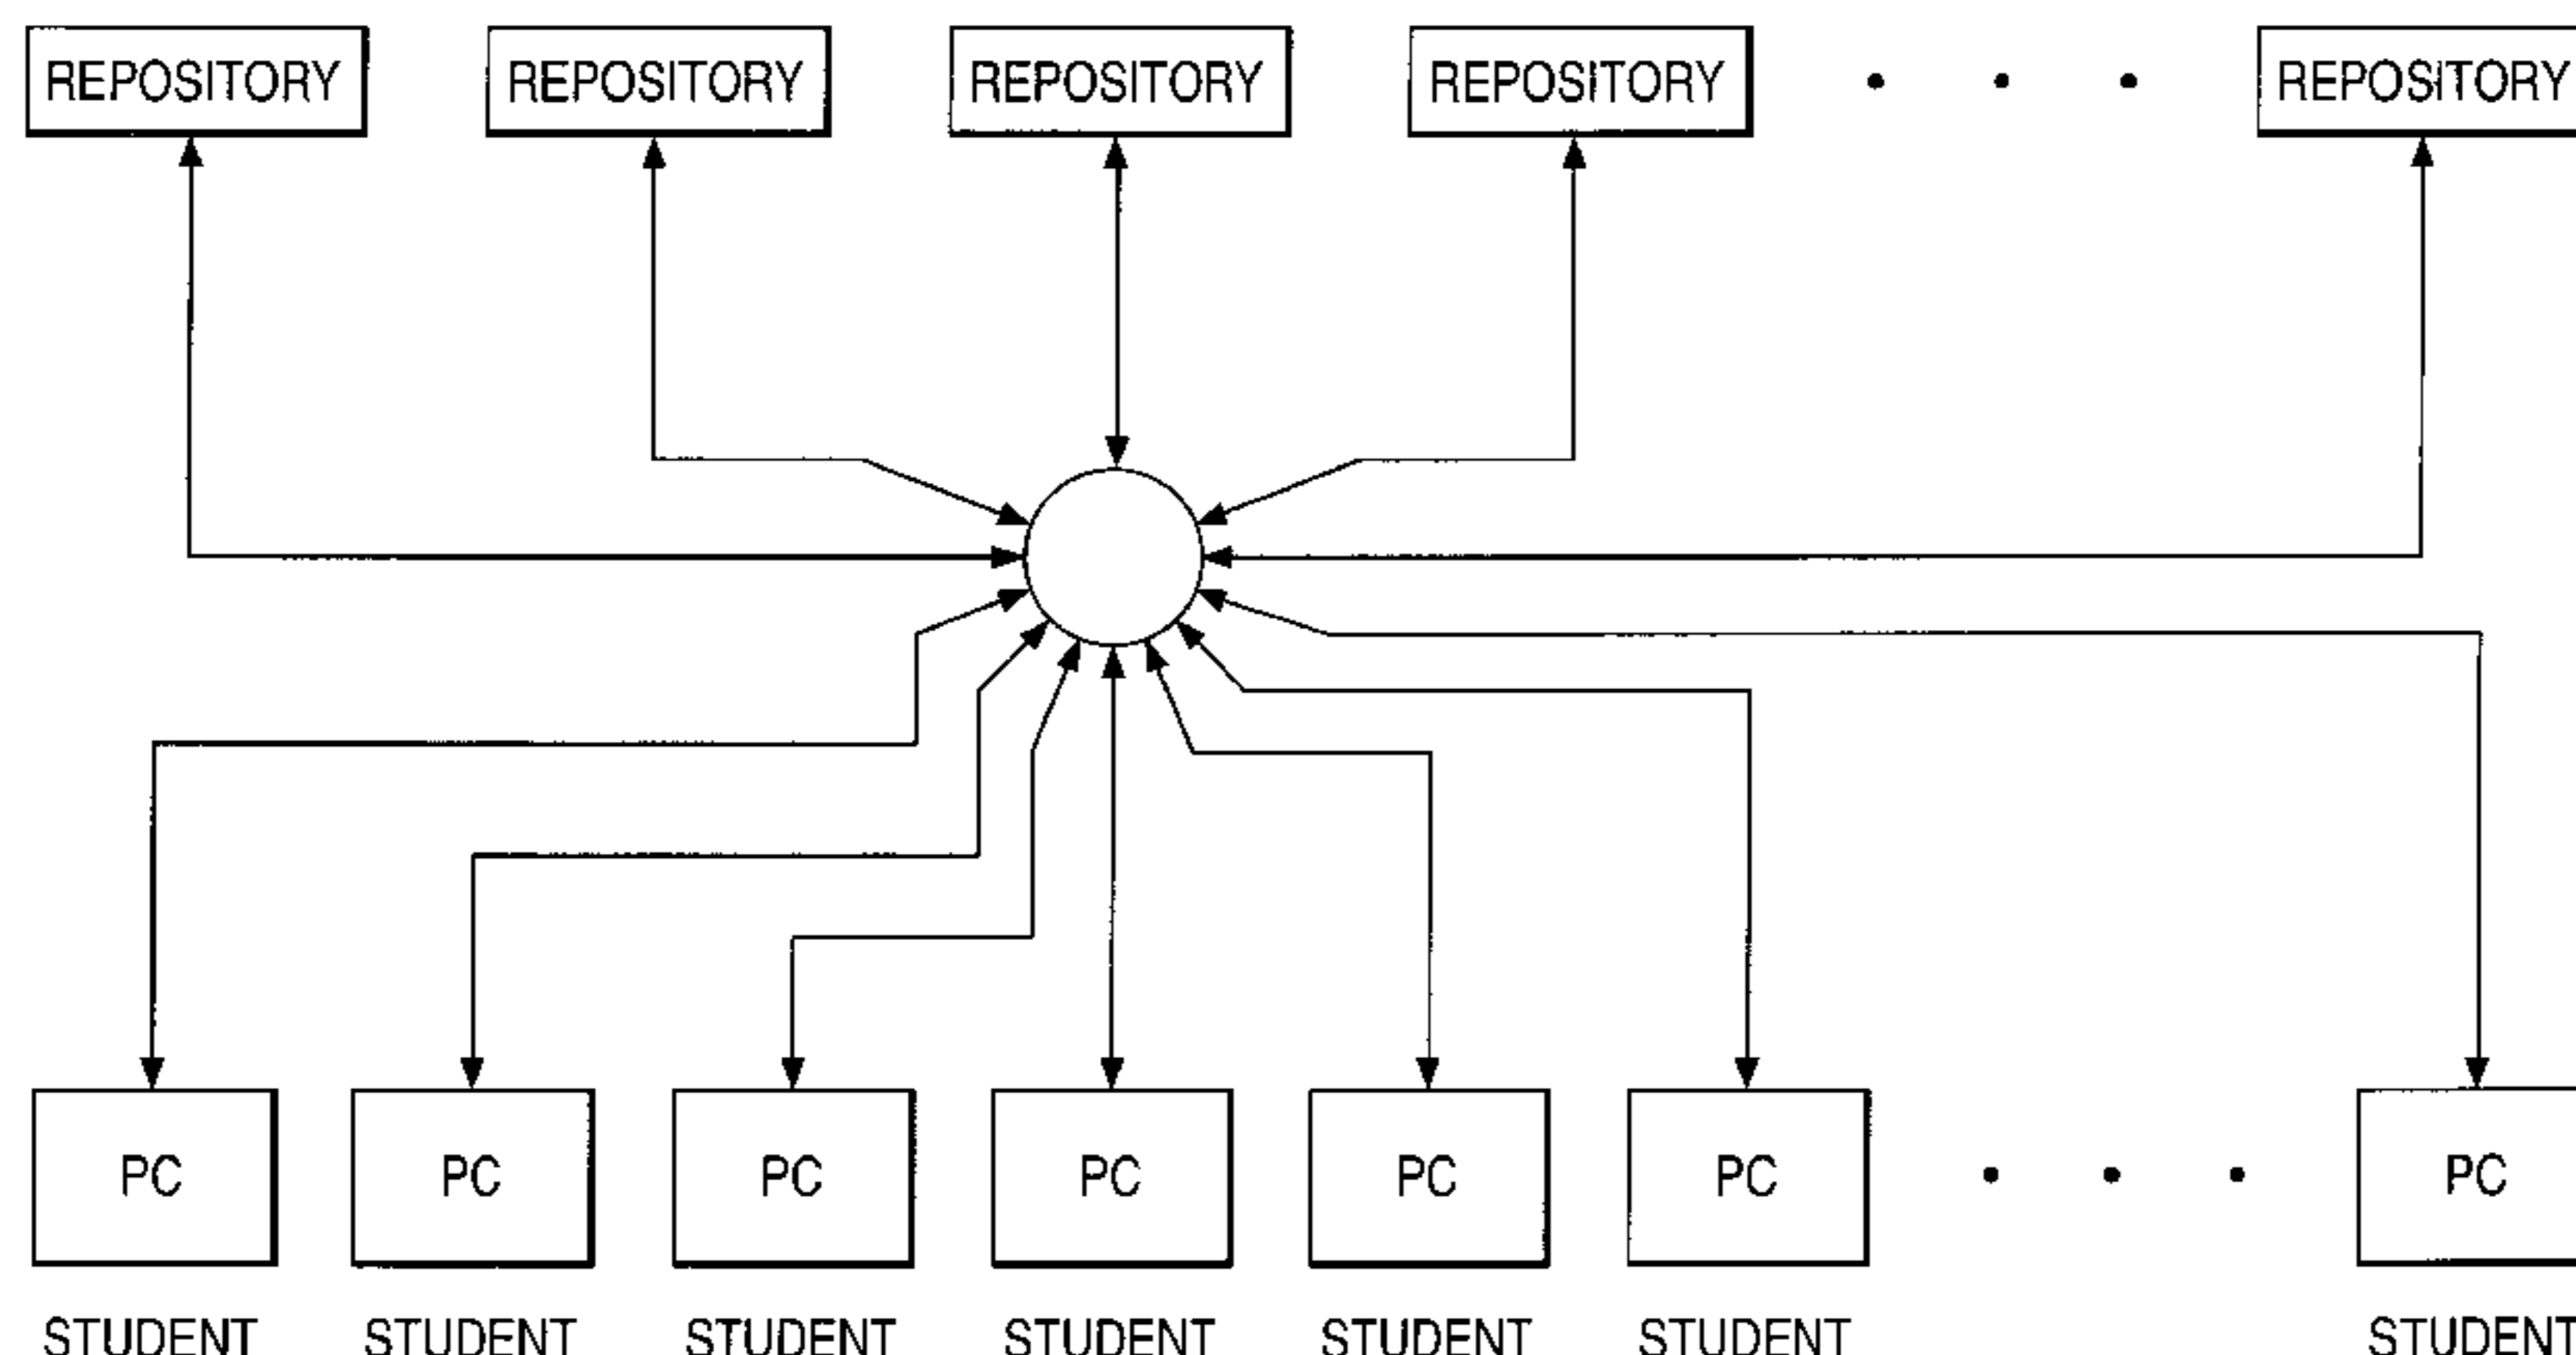 REPOSITORY REPOSITORY REPOSITORY REPOSITORY • • • REPOSITORY
PC PC PC PC PC PC • • • PC
STUDENT STUDENT STUDENT STUDENT STUDENT STUDENT STUDENT